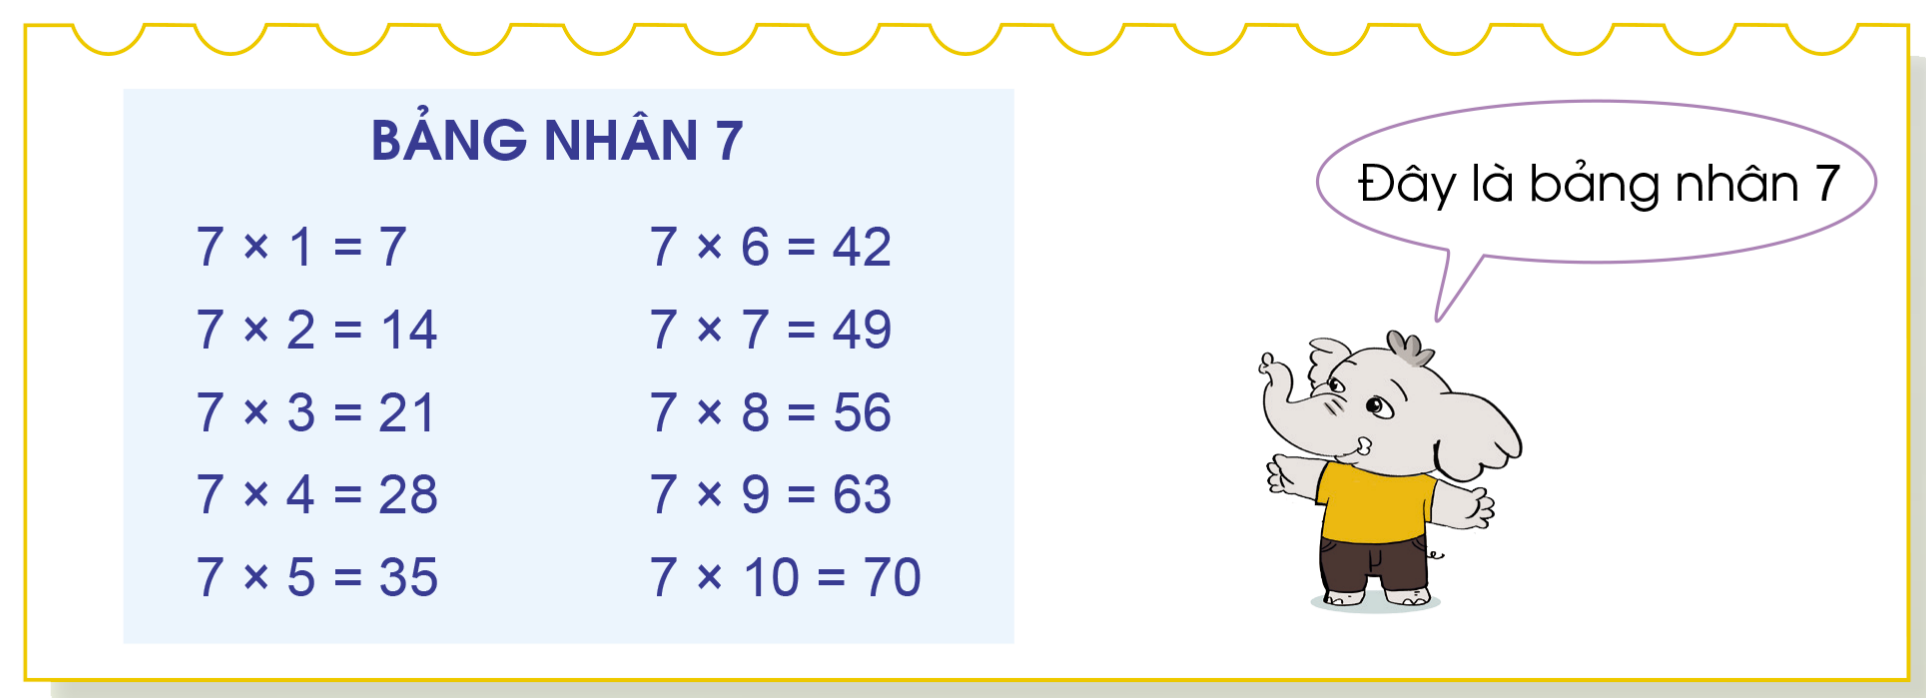 BẢNG NHÂN 7
7 × 1 = 7
7 × 2 = 14
7 × 3 = 21
7 × 4 = 28
7 × 5 = 35
7 × 6 = 42
7 × 7 = 49
7 × 8 = 56
7 × 9 = 63
7 × 10 = 70
Đây là bảng nhân 7